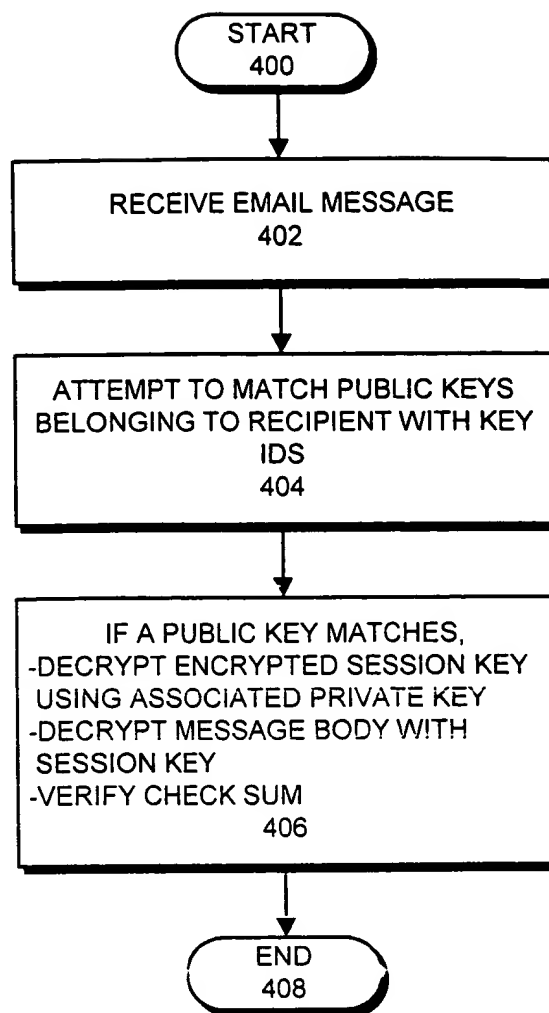 START
400
RECEIVE EMAIL MESSAGE
402
ATTEMPT TO MATCH PUBLIC KEYS
BELONGING TO RECIPIENT WITH KEY
IDS
404
IF A PUBLIC KEY MATCHES,
-DECRYPT ENCRYPTED SESSION KEY
USING ASSOCIATED PRIVATE KEY
-DECRYPT MESSAGE BODY WITH
SESSION KEY
-VERIFY CHECK SUM
406
END
408